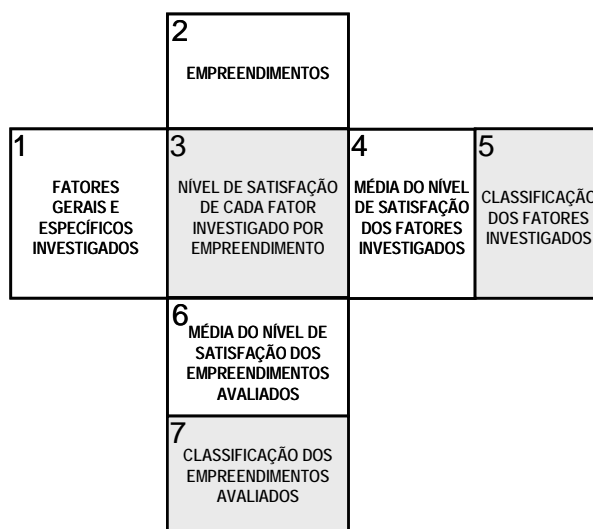 2
EMPREENDIMENTOS
1
FATORES
GERAIS E
ESPECÍFICOS
INVESTIGADOS
3
NÍVEL DE SATISFAÇÃO
DE CADA FATOR
INVESTIGADO POR
EMPREENDIMENTO
4
MÉDIA DO NÍVEL
DE SATISFAÇÃO
DOS FATORES
INVESTIGADOS
5
CLASSIFICAÇÃO
DOS FATORES
INVESTIGADOS
6
MÉDIA DO NÍVEL DE
SATISFAÇÃO DOS
EMPREENDIMENTOS
AVALIADOS
7
CLASSIFICAÇÃO DOS
EMPREENDIMENTOS
AVALIADOS